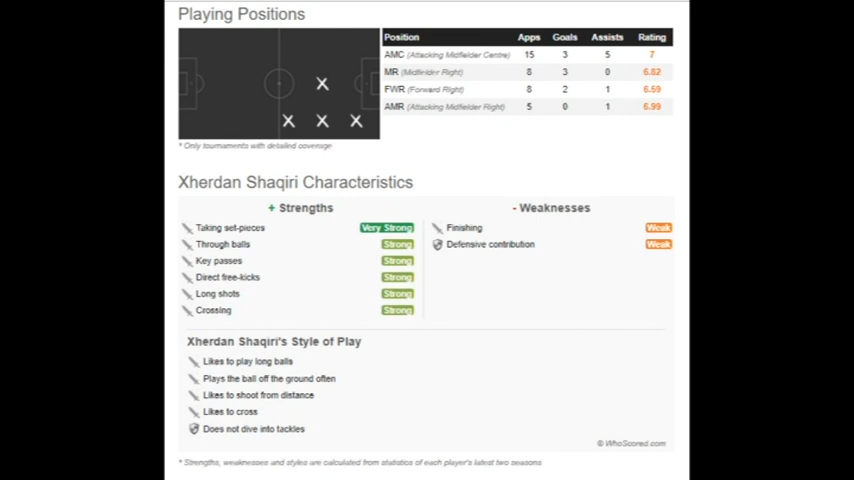 Playing Positions
Position Apps Goals Assists Rating
AMC (Attacking Midfielder Centre) 15 3 5 7
MR (Midfielder Right) 8 3 0 6.82
FWR (Forward Right) 8 2 1 6.59
AMR (Attacking Midfielder Right) 5 0 1 6.99
* Only tournaments with detailed coverage
Xherdan Shaqiri Characteristics
+ Strengths
Taking set-pieces Very Strong
Through balls Strong
Key passes Strong
Direct free-kicks Strong
Long shots Strong
Crossing Strong
- Weaknesses
Finishing Weak
Defensive contribution Weak
Xherdan Shaqiri's Style of Play
Likes to play long balls
Plays the ball off the ground often
Likes to shoot from distance
Likes to cross
Does not dive into tackles
© WhoScored.com
* Strengths, weaknesses and styles are calculated from statistics of each player's latest two seasons